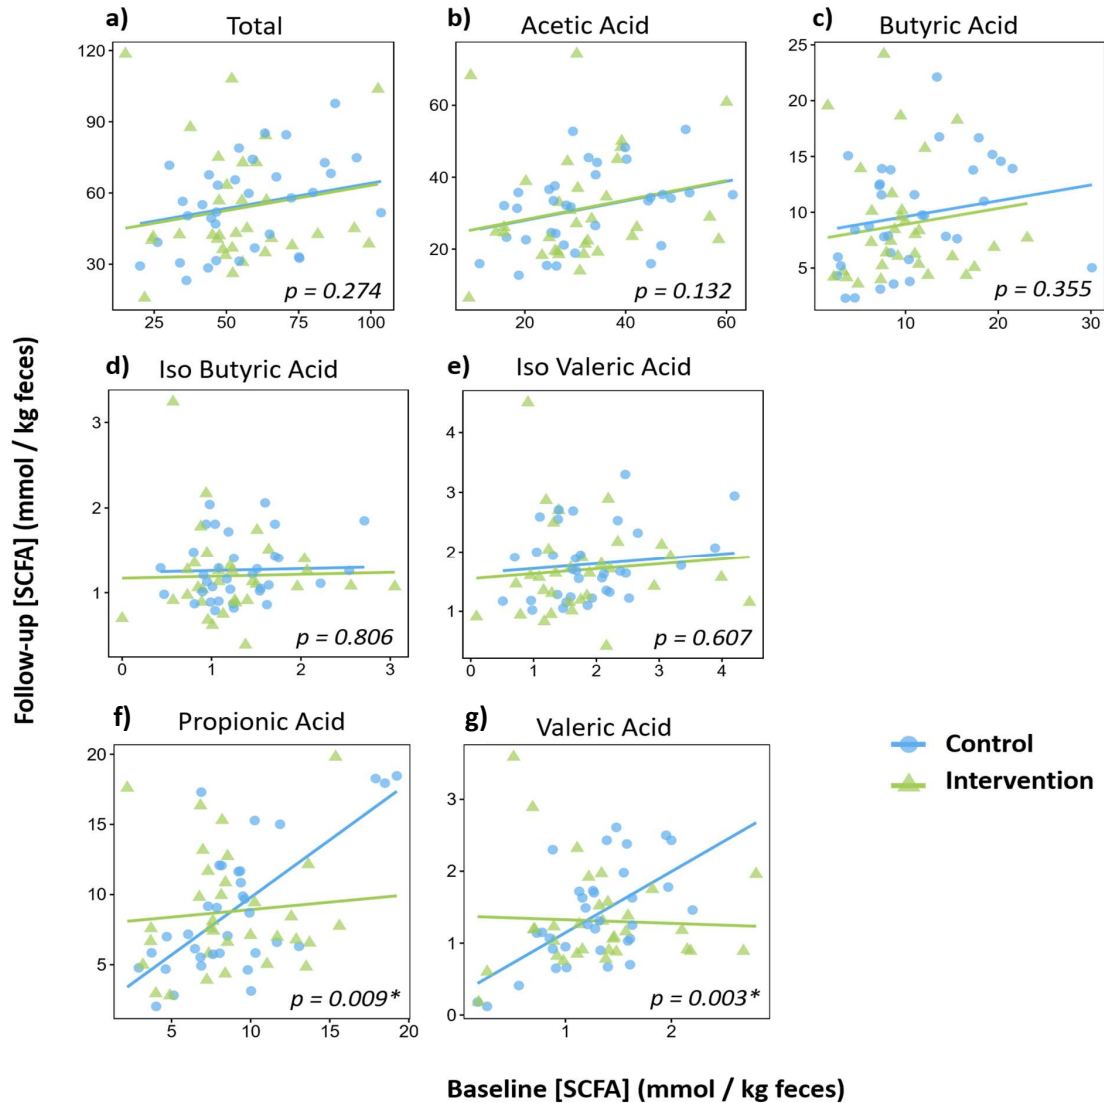 a) Total
b) Acetic Acid
c) Butyric Acid
120
90
60
30
25 50 75 100
p = 0.274
60
40
20
20 40 60
p = 0.132
25
20
15
10
5
10 20 30
p = 0.355
d) Iso Butyric Acid
e) Iso Valeric Acid
3
2
1
0 1 2 3
p = 0.806
4
3
2
1
0 1 2 3 4
p = 0.607
f) Propionic Acid
g) Valeric Acid
20
15
10
5
5 10 15 20
p = 0.009*
3
2
1
0
1 2
p = 0.003*
Control
Intervention
Follow-up [SCFA] (mmol / kg feces)
Baseline [SCFA] (mmol / kg feces)